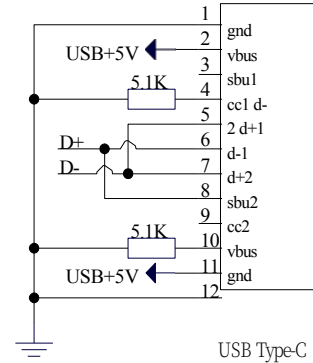 1
gnd
USB+5V
2
vbus
3
sbu1
5.1K
4
cc1 d-
5
2 d+1
D+
6
d-1
D-
7
d+2
8
sbu2
9
cc2
5.1K
10
vbus
USB+5V
11
gnd
12
USB Type-C